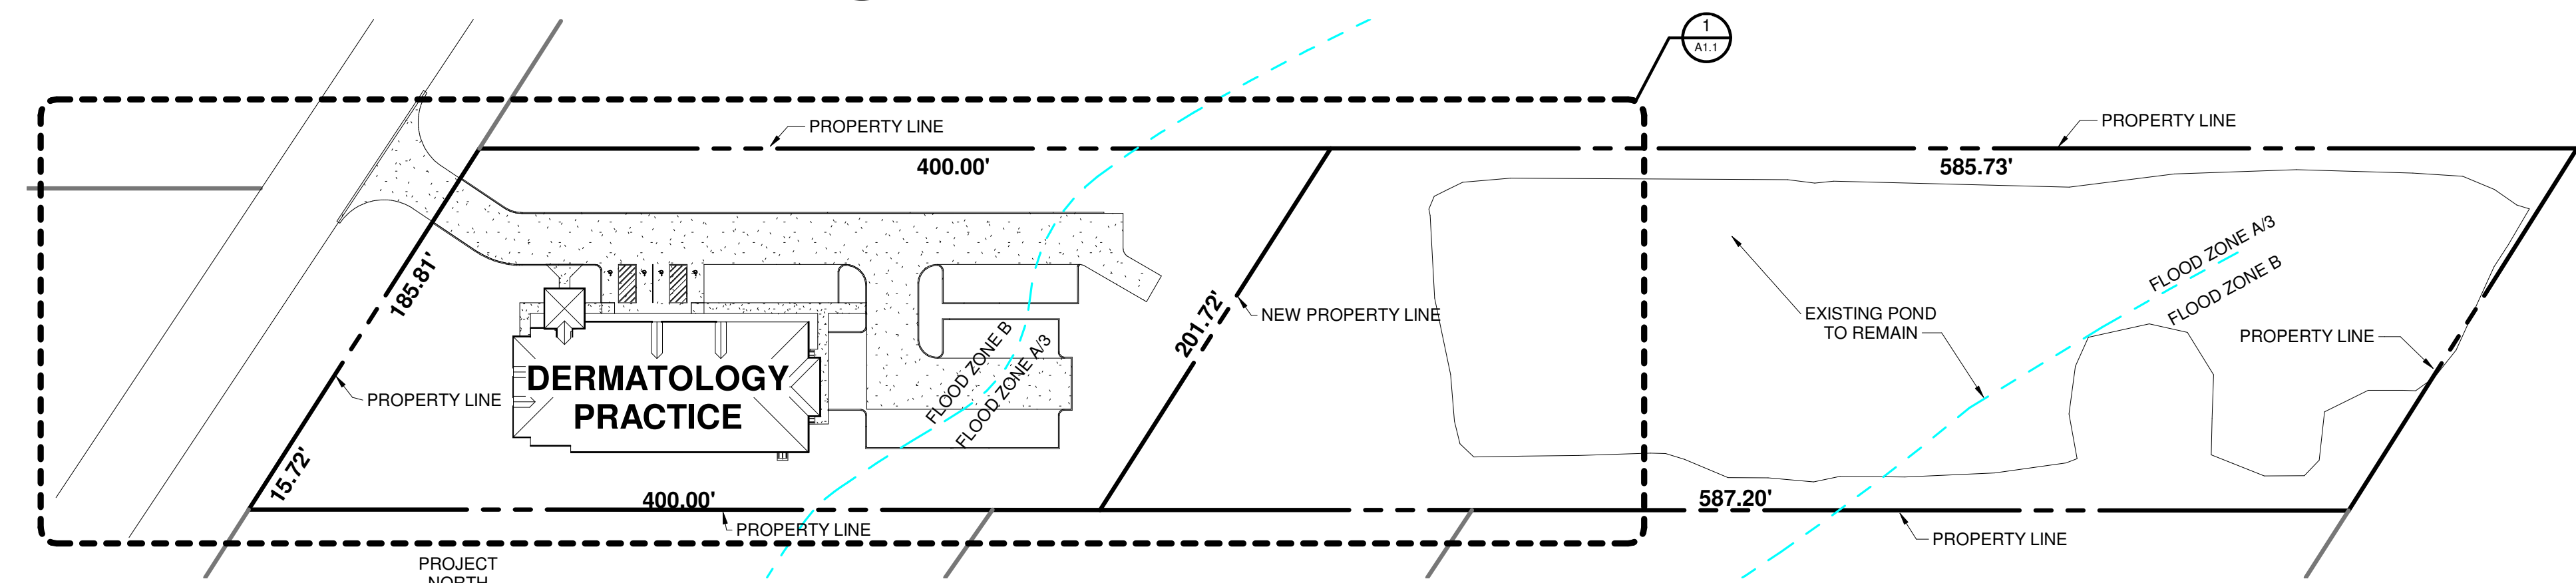 1
A1.1
PROPERTY LINE
PROPERTY LINE
400.00'
585.73'
185.81'
FLOOD ZONE A/3
FLOOD ZONE B
201.72'
NEW PROPERTY LINE
EXISTING POND
TO REMAIN
PROPERTY LINE
FLOOD ZONE B
FLOOD ZONE A/3
DERMATOLOGY
PRACTICE
PROPERTY LINE
15.72'
400.00'
587.20'
PROPERTY LINE
PROPERTY LINE
PROJECT
NORTH